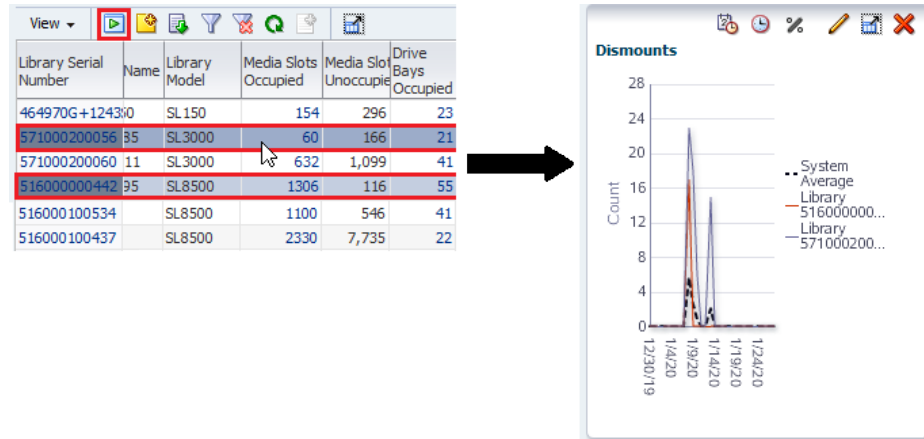 View
Library Serial Number Name Library Model Media Slots Occupied Media Slot Unoccupie Drive Bays Occupied
464970G+1243 50 SL150 154 296 23
571000200056 35 SL3000 60 166 21
571000200060 11 SL3000 632 1,099 41
516000000442 95 SL8500 1306 116 55
516000100534 SL8500 1100 546 41
516000100437 SL8500 2330 7,735 22
Dismounts
28
24
20
16
12
8
4
0
Count
12/30/19
1/4/20
1/9/20
1/14/20
1/19/20
1/24/20
System
Average
Library
516000000...
Library
571000200...